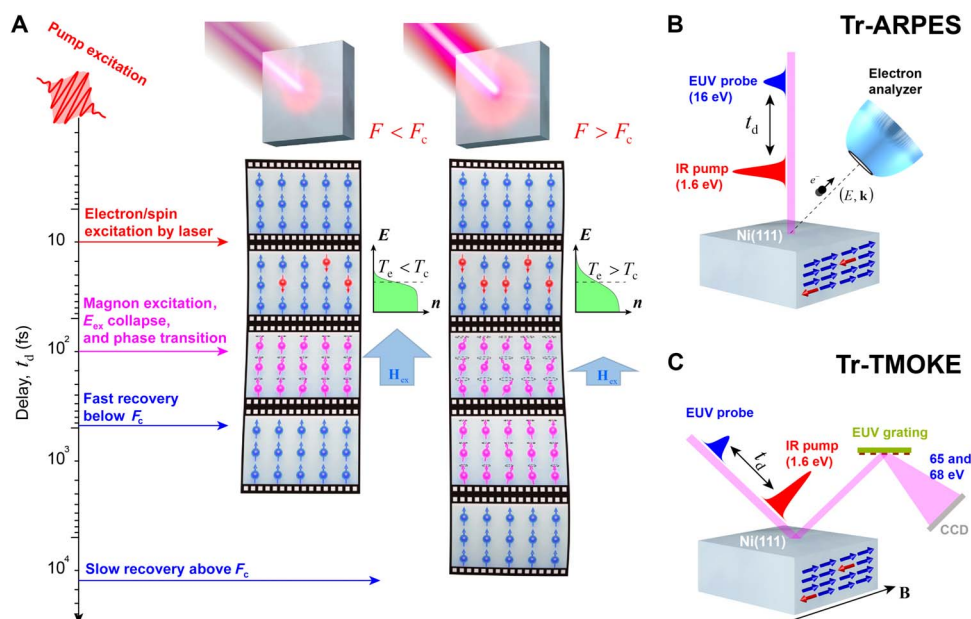 A
Pump excitation
F < Fc
F > Fc
Delay, td (fs)
10
10²
10³
10⁴
Electron/spin
excitation by laser
Magnon excitation,
Eex collapse,
and phase transition
Fast recovery
below Fc
Slow recovery above Fc
E
Te < Tc
n
Hex
E
Te > Tc
n
Hex
B
Tr-ARPES
EUV probe
(16 eV)
td
IR pump
(1.6 eV)
Electron
analyzer
e⁻
(E, k)
Ni(111)
C
Tr-TMOKE
EUV probe
td
IR pump
(1.6 eV)
EUV grating
65 and
68 eV
CCD
Ni(111)
B